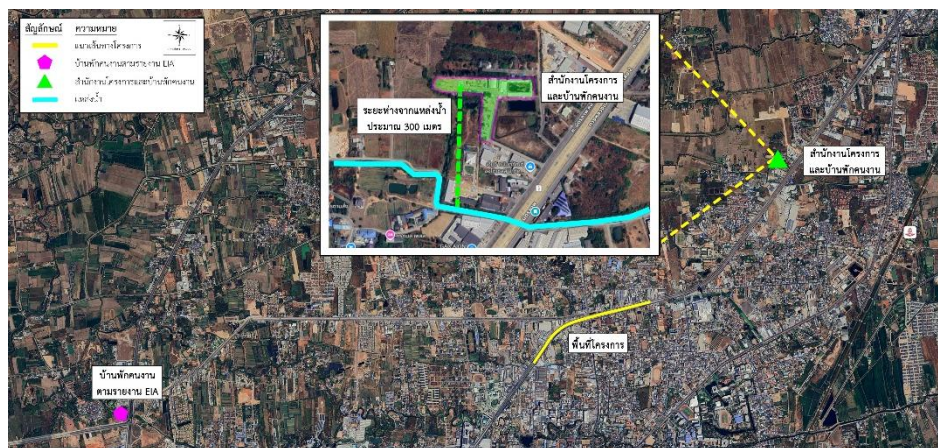 สัญลักษณ์ ความหมาย
แนวเส้นทางโครงการ
บ้านพักคนงานตามรายงาน EIA
สำนักงานโครงการและบ้านพักคนงาน
แหล่งน้ำ
สำนักงานโครงการ
และบ้านพักคนงาน
ระยะห่างจากแหล่งน้ำ
ประมาณ 300 เมตร
สำนักงานโครงการ
และบ้านพักคนงาน
พื้นที่โครงการ
บ้านพักคนงาน
ตามรายงาน EIA